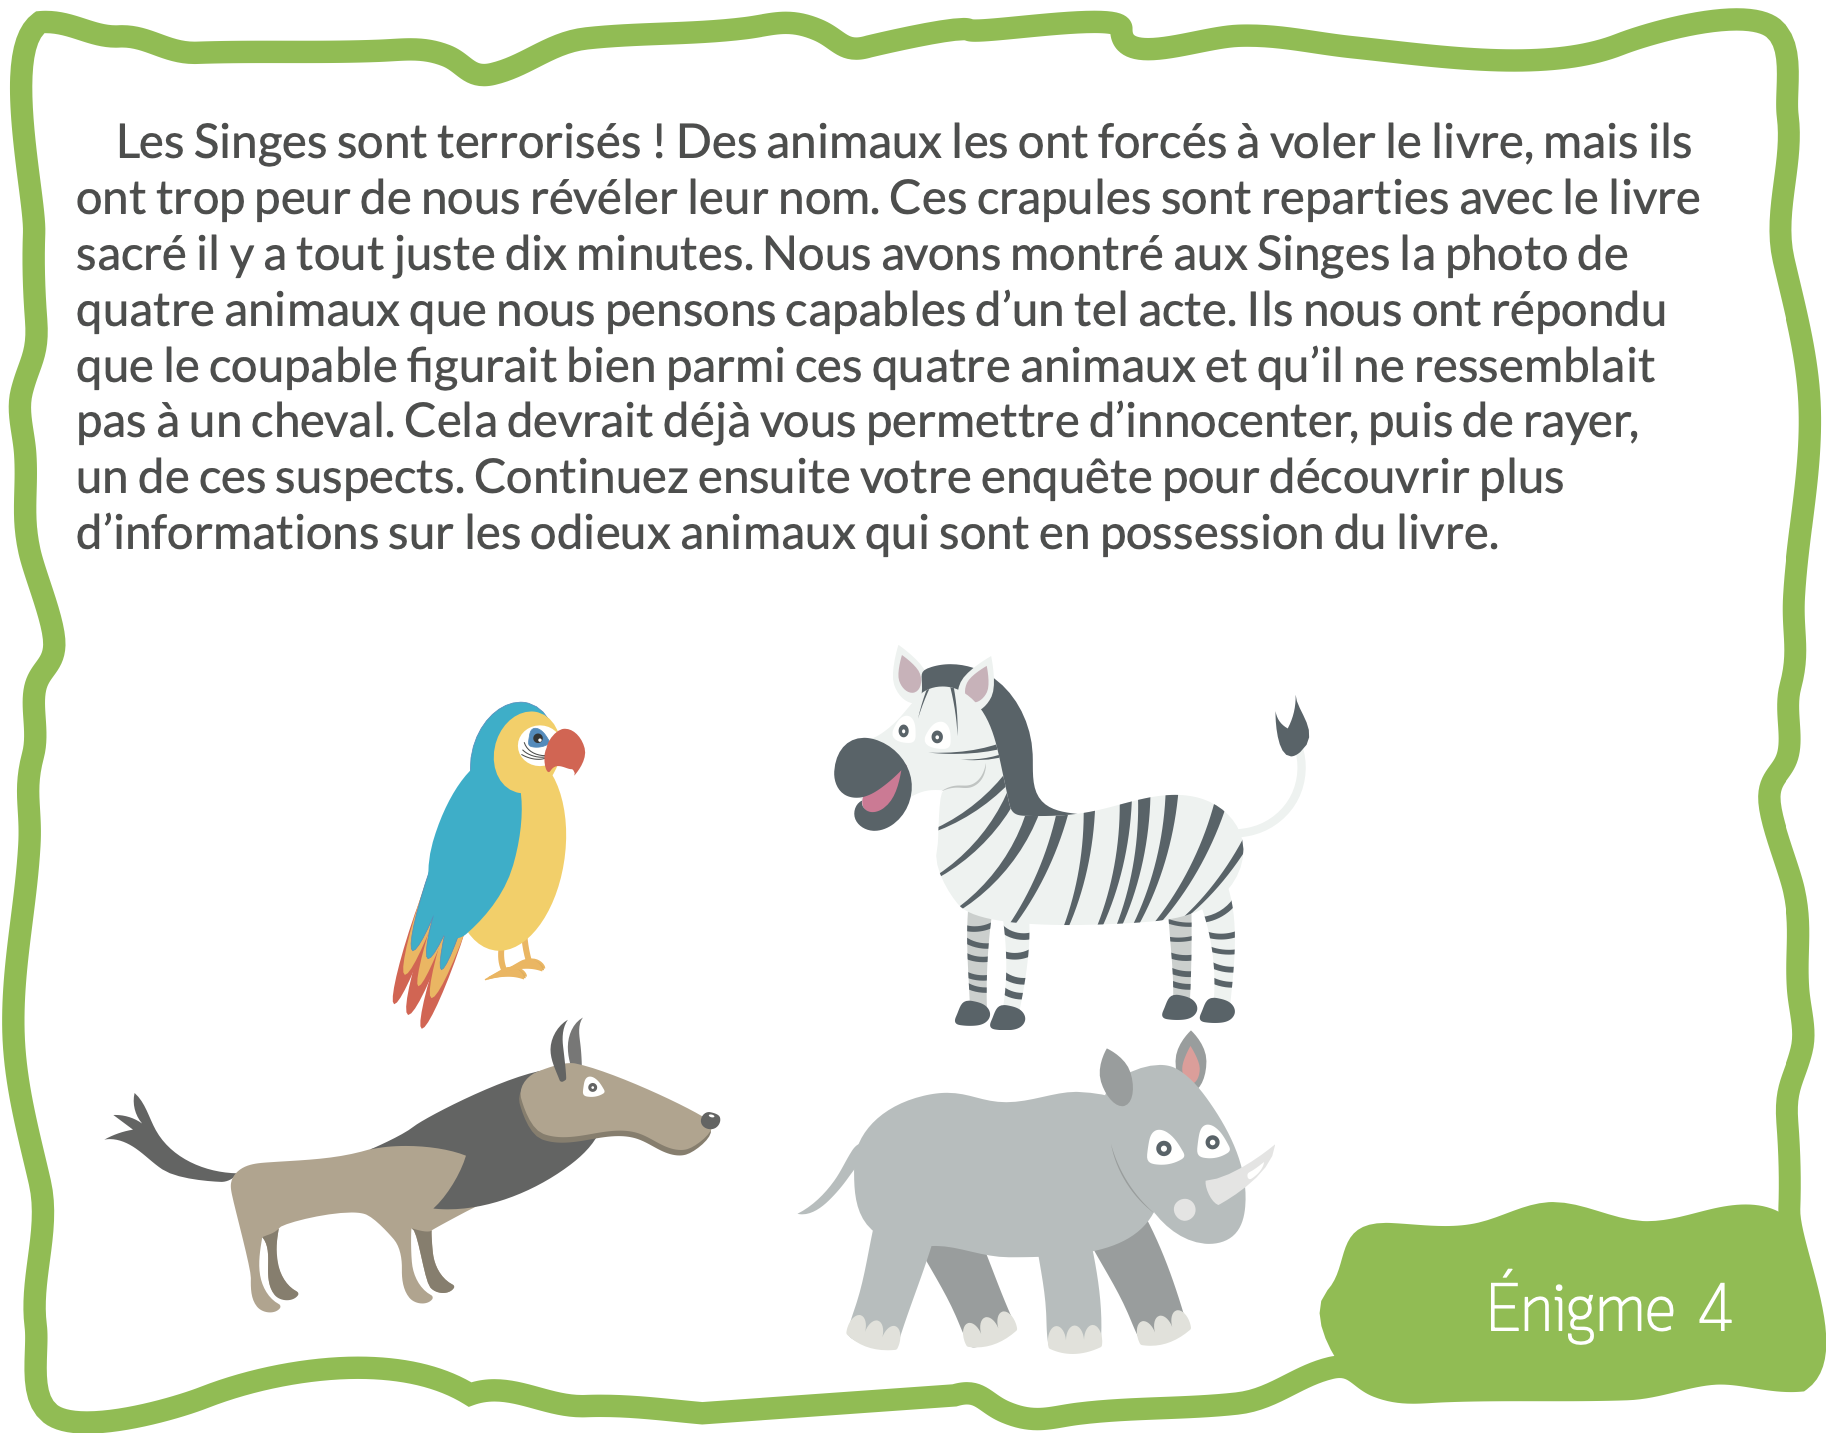 Les Singes sont terrorisés ! Des animaux les ont forcés à voler le livre, mais ils
ont trop peur de nous révéler leur nom. Ces crapules sont reparties avec le livre
sacré il y a tout juste dix minutes. Nous avons montré aux Singes la photo de
quatre animaux que nous pensons capables d’un tel acte. Ils nous ont répondu
que le coupable figurait bien parmi ces quatre animaux et qu’il ne ressemblait
pas à un cheval. Cela devrait déjà vous permettre d’innocenter, puis de rayer,
un de ces suspects. Continuez ensuite votre enquête pour découvrir plus
d’informations sur les odieux animaux qui sont en possession du livre.
Énigme 4